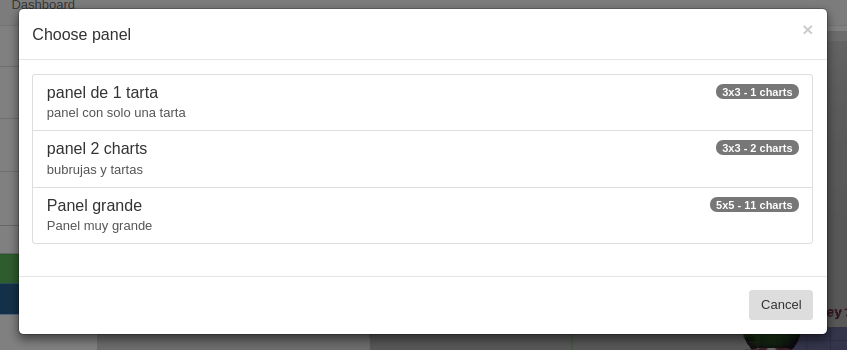 Dashboard
Choose panel
×
panel de 1 tarta
3x3 - 1 charts
panel con solo una tarta
panel 2 charts
3x3 - 2 charts
bubrujas y tartas
Panel grande
5x5 - 11 charts
Panel muy grande
Cancel